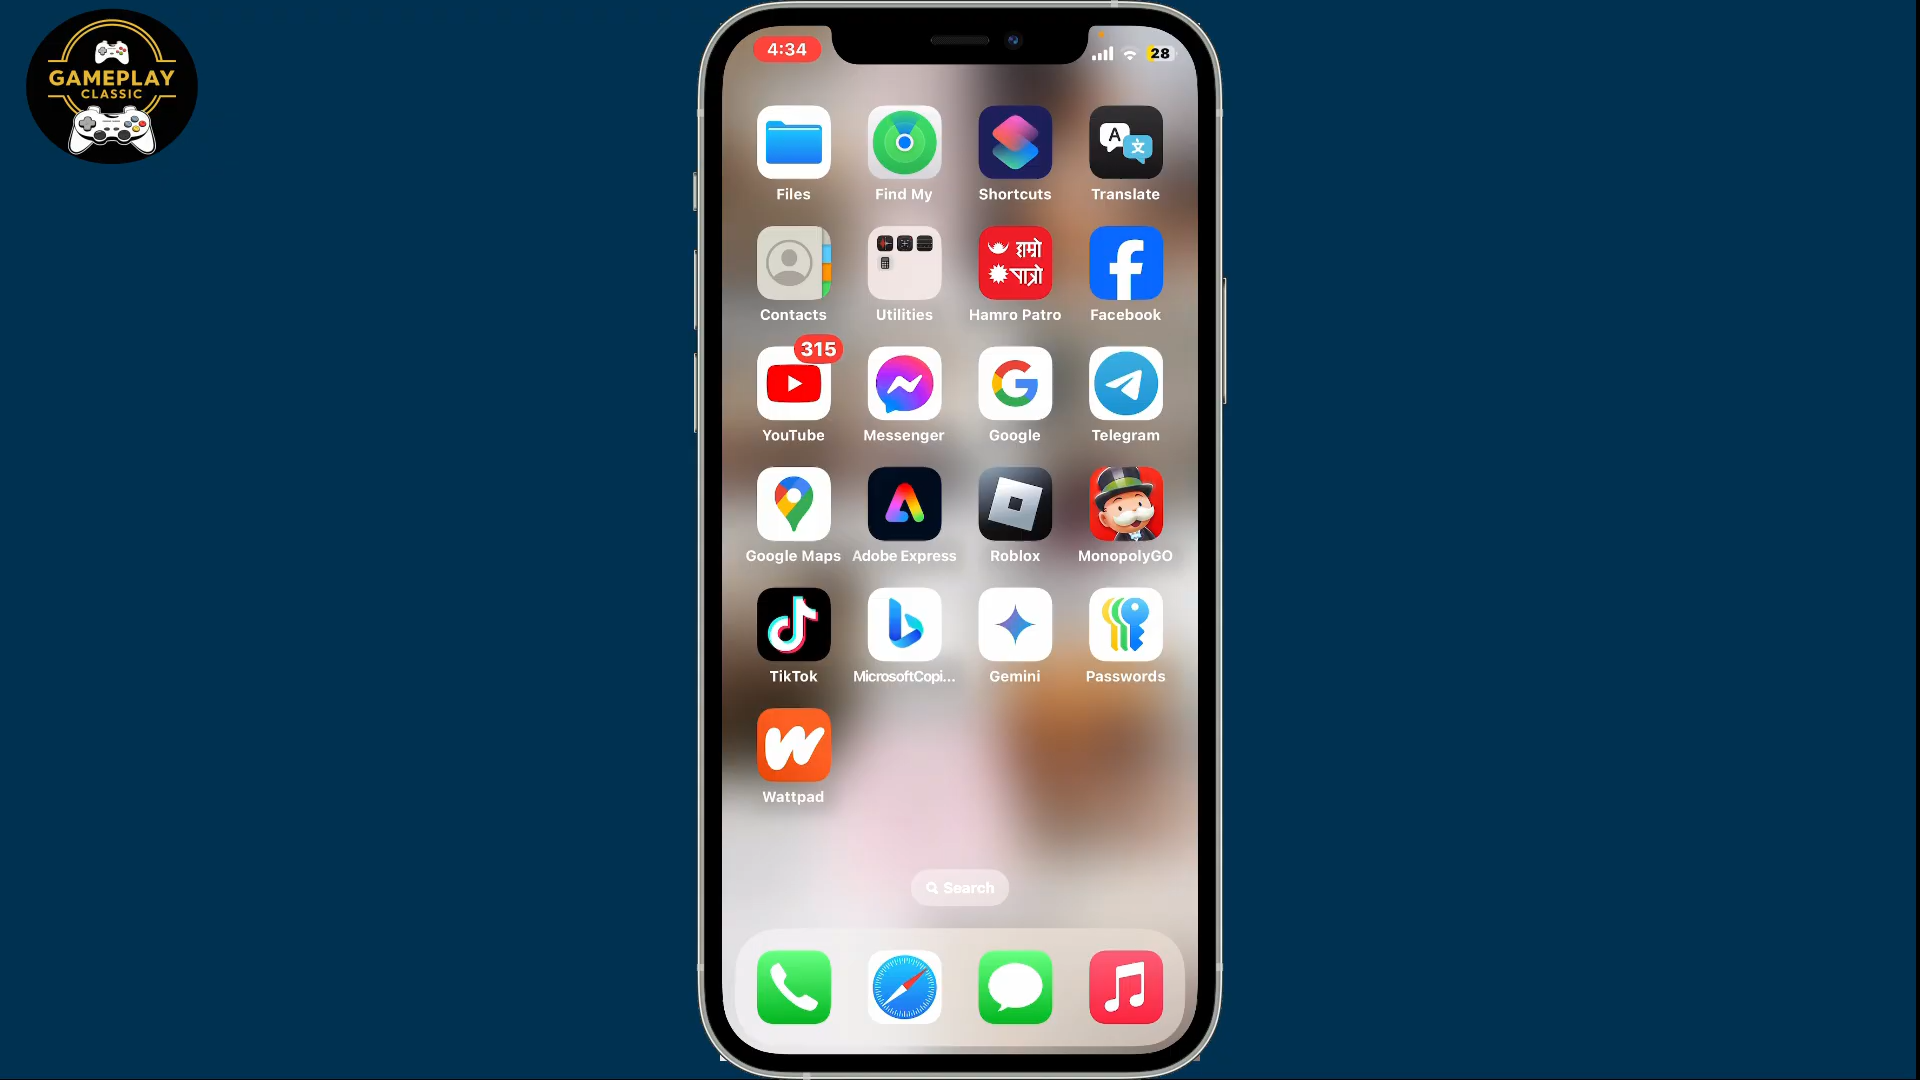 GAMEPLAY
CLASSIC
4:34
28
A
文
Files
Find My
Shortcuts
Translate
हाम्रो
पात्रो
Contacts
Utilities
Hamro Patro
Facebook
315
YouTube
Messenger
Google
Telegram
Google Maps
Adobe Express
Roblox
MonopolyGO
TikTok
MicrosoftCopi...
Gemini
Passwords
Wattpad
Search